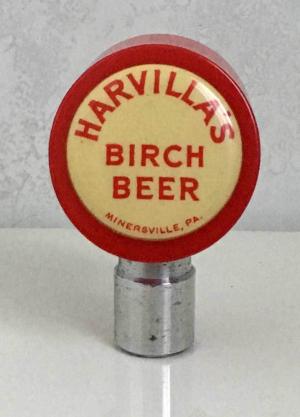 HARVILLA'S
BIRCH
BEER
MINERSVILLE, PA.